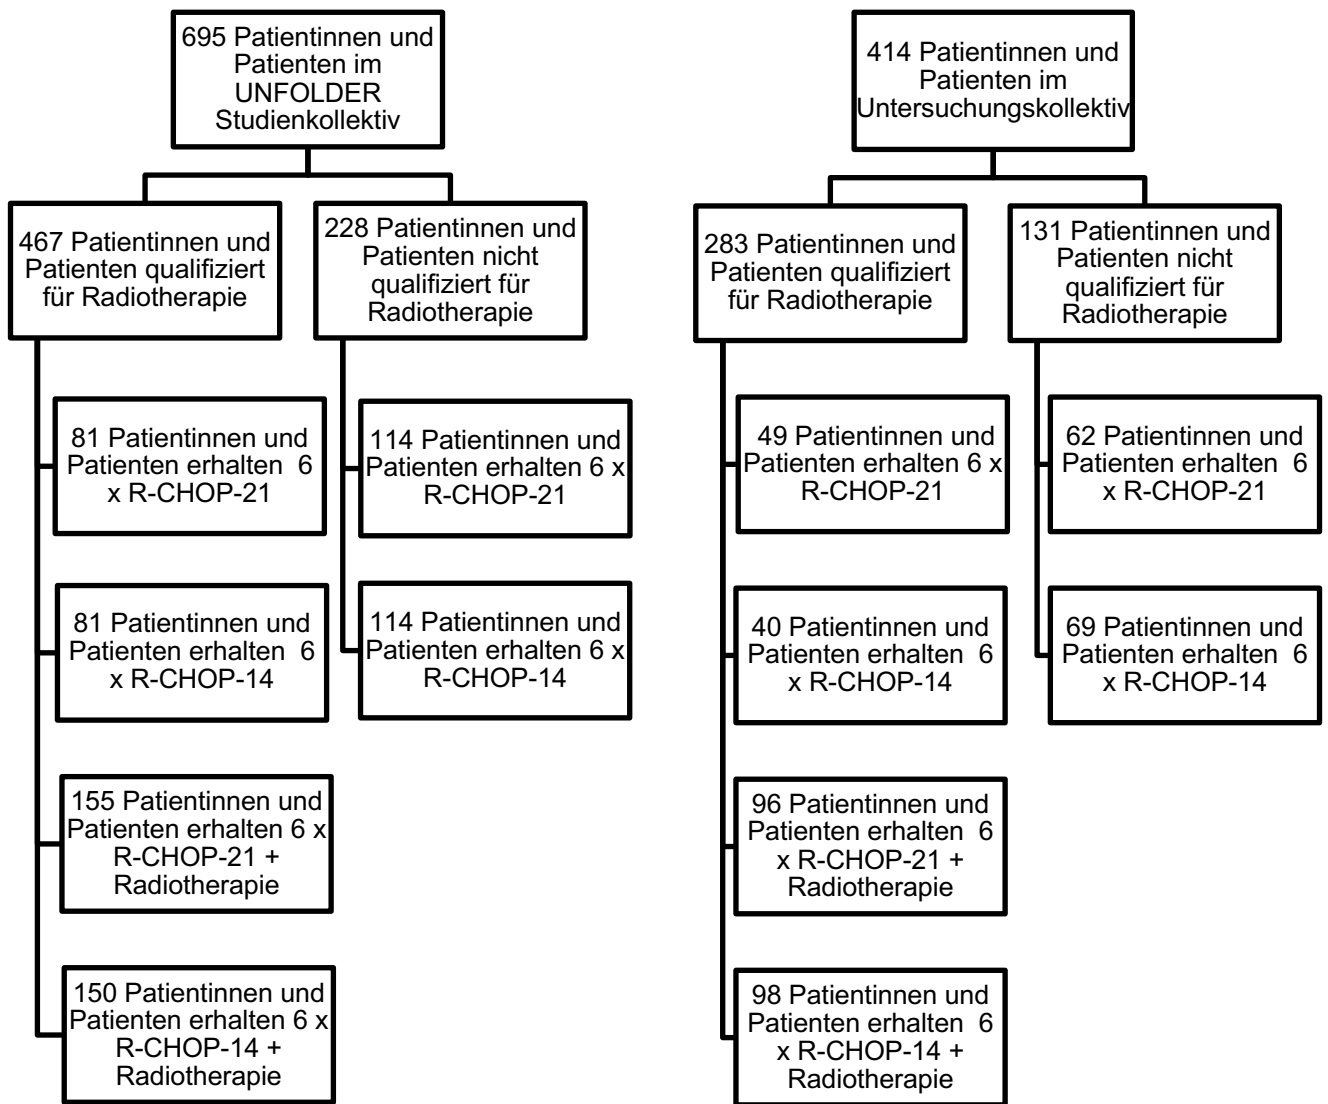 695 Patientinnen und
Patienten im
UNFOLDER
Studienkollektiv
467 Patientinnen und
Patienten qualifiziert
für Radiotherapie
228 Patientinnen und
Patienten nicht
qualifiziert für
Radiotherapie
81 Patientinnen und
Patienten erhalten 6
x R-CHOP-21
114 Patientinnen und
Patienten erhalten 6 x
R-CHOP-21
81 Patientinnen und
Patienten erhalten 6
x R-CHOP-14
114 Patientinnen und
Patienten erhalten 6 x
R-CHOP-14
155 Patientinnen und
Patienten erhalten 6 x
R-CHOP-21 +
Radiotherapie
150 Patientinnen und
Patienten erhalten 6 x
R-CHOP-14 +
Radiotherapie
414 Patientinnen und
Patienten im
Untersuchungskollektiv
283 Patientinnen und
Patienten qualifiziert
für Radiotherapie
131 Patientinnen und
Patienten nicht
qualifiziert für
Radiotherapie
49 Patientinnen und
Patienten erhalten 6 x
R-CHOP-21
62 Patientinnen und
Patienten erhalten 6
x R-CHOP-21
40 Patientinnen und
Patienten erhalten 6
x R-CHOP-14
69 Patientinnen und
Patienten erhalten 6
x R-CHOP-14
96 Patientinnen und
Patienten erhalten 6
x R-CHOP-21 +
Radiotherapie
98 Patientinnen und
Patienten erhalten 6
x R-CHOP-14 +
Radiotherapie